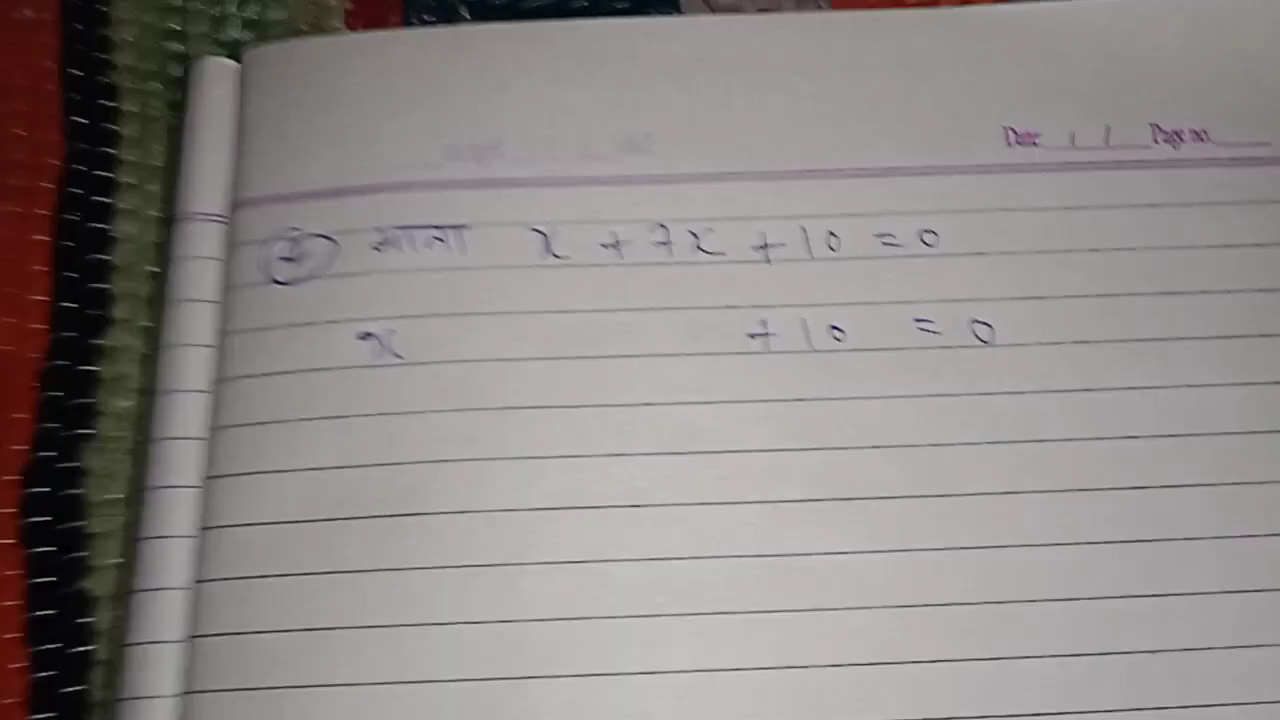 Date / / Page no.
माना x + 7x + 10 = 0
x + 10 = 0